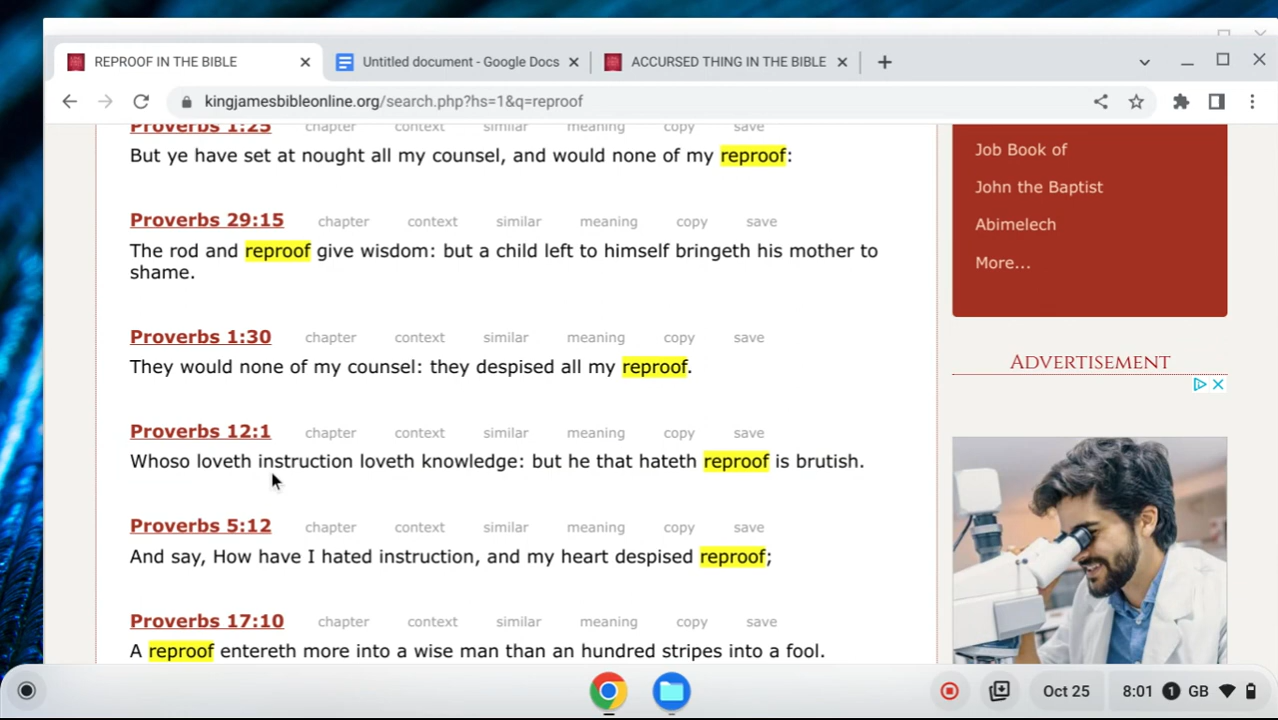 REPROOF IN THE BIBLE
Untitled document - Google Docs
ACCURSED THING IN THE BIBLE
kingjamesbibleonline.org/search.php?hs=1&q=reproof
Proverbs 1:25 chapter context similar meaning copy save
But ye have set at nought all my counsel, and would none of my reproof:
Proverbs 29:15 chapter context similar meaning copy save
The rod and reproof give wisdom: but a child left to himself bringeth his mother to
shame.
Proverbs 1:30 chapter context similar meaning copy save
They would none of my counsel: they despised all my reproof.
Proverbs 12:1 chapter context similar meaning copy save
Whoso loveth instruction loveth knowledge: but he that hateth reproof is brutish.
Proverbs 5:12 chapter context similar meaning copy save
And say, How have I hated instruction, and my heart despised reproof;
Proverbs 17:10 chapter context similar meaning copy save
A reproof entereth more into a wise man than an hundred stripes into a fool.
Job Book of
John the Baptist
Abimelech
More...
ADVERTISEMENT
Oct 25
8:01 1 GB